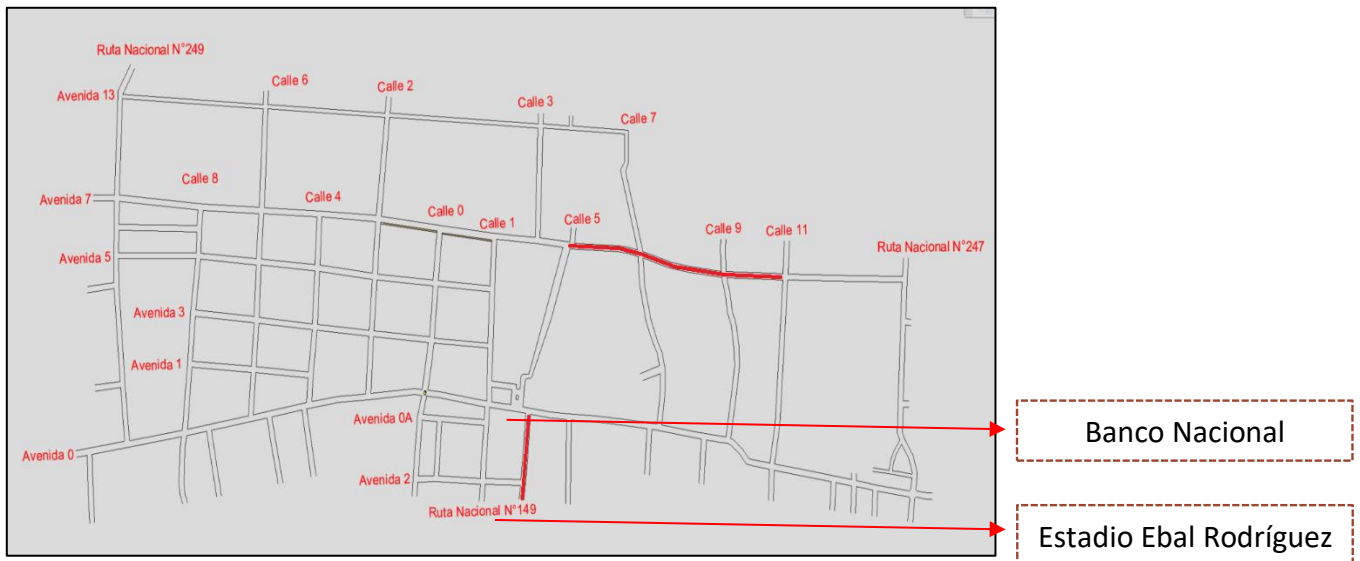 Ruta Nacional N°249
Calle 6
Calle 2
Avenida 13
Calle 3
Calle 7
Calle 8
Calle 4
Avenida 7
Calle 0
Calle 1
Calle 5
Calle 9
Calle 11
Ruta Nacional N°247
Avenida 5
Avenida 3
Avenida 1
Avenida 0A
Banco Nacional
Avenida 0
Avenida 2
Ruta Nacional N°149
Estadio Ebal Rodríguez